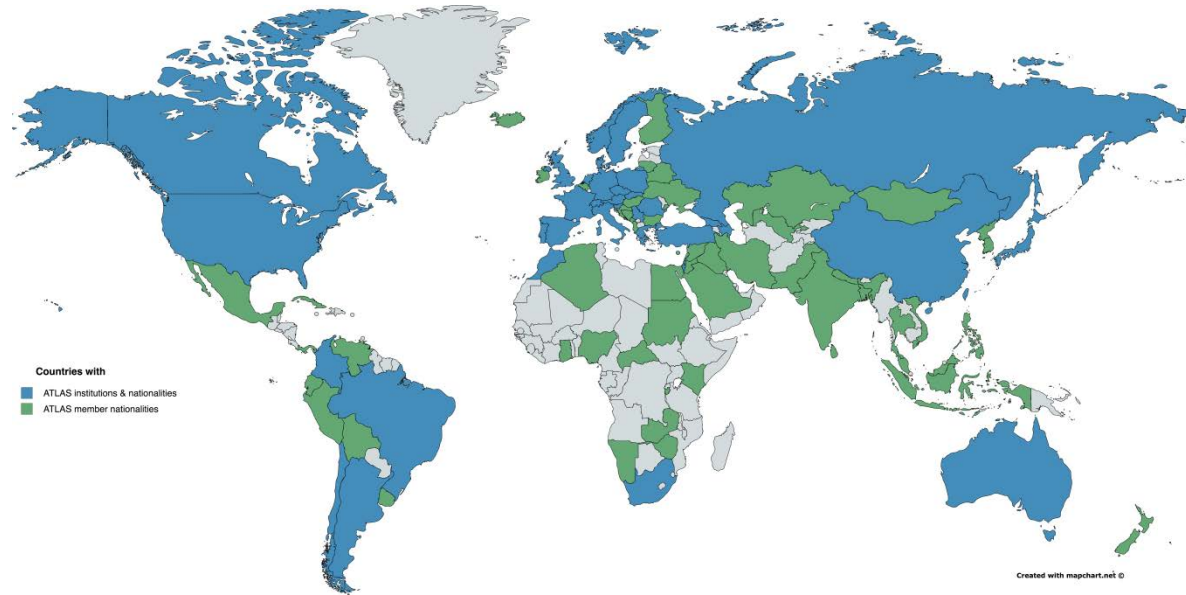 Countries with
ATLAS institutions & nationalities
ATLAS member nationalities
Created with mapchart.net ©